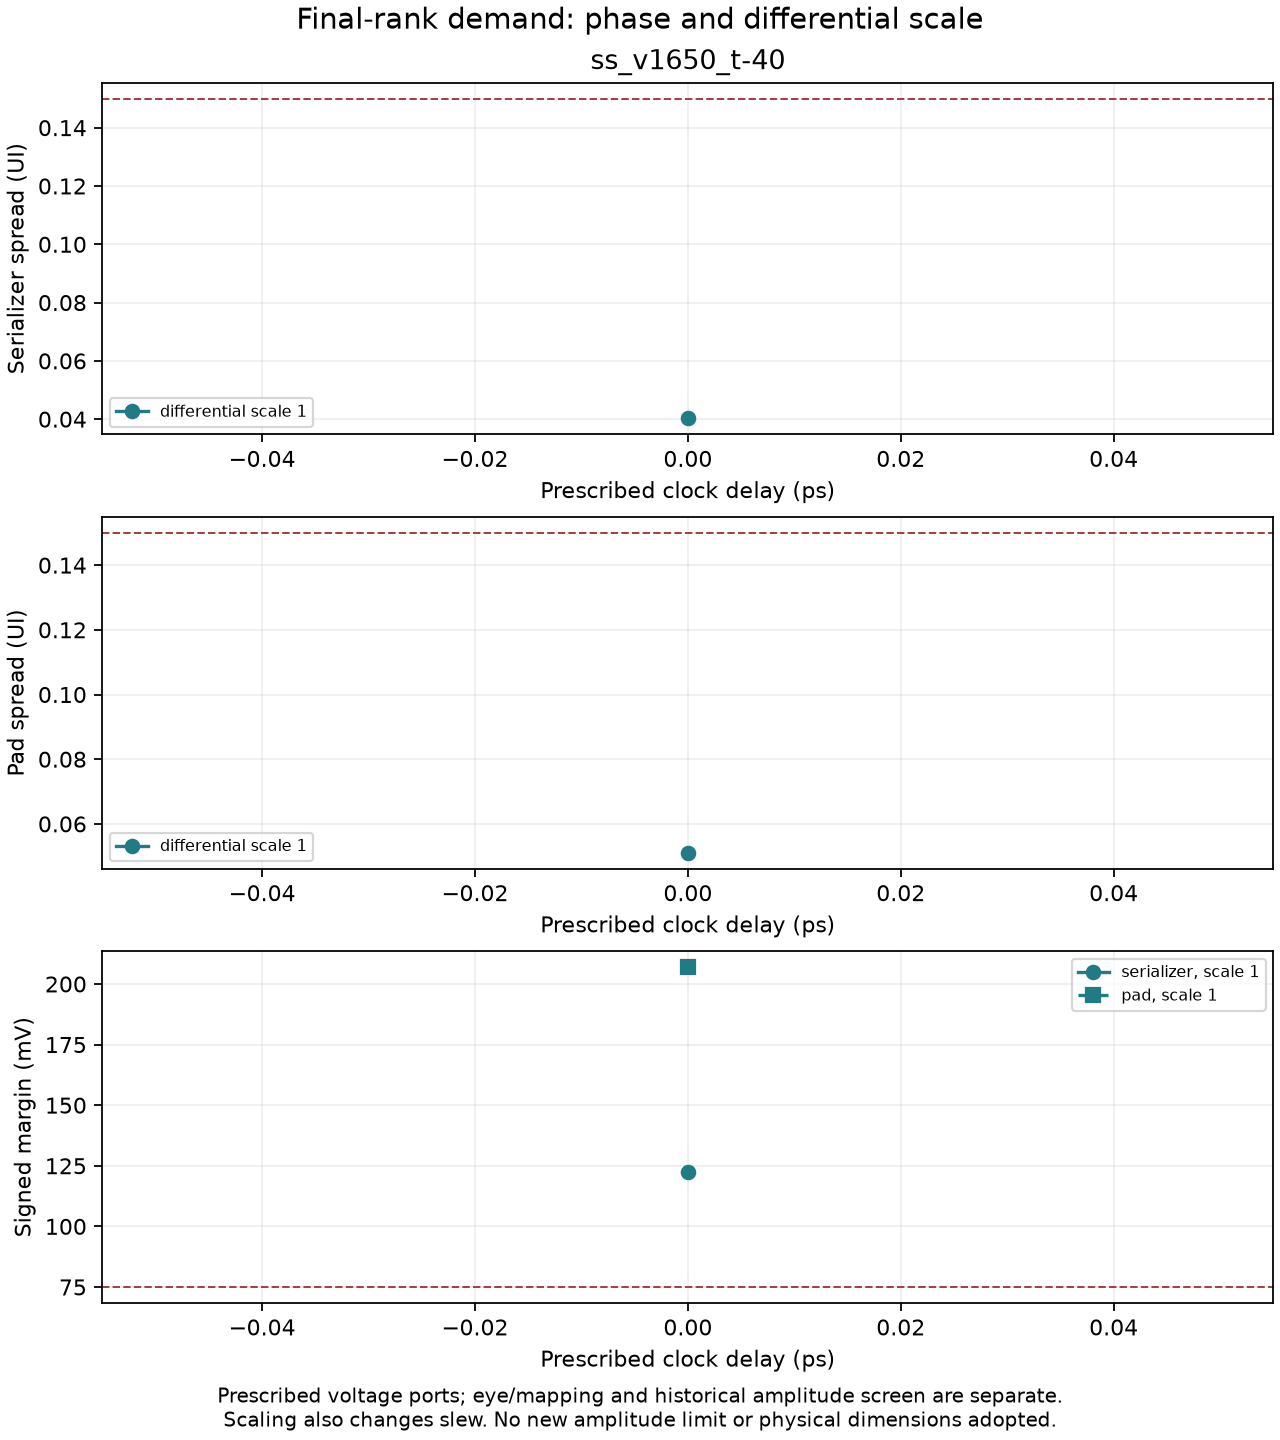 Final-rank demand: phase and differential scale
ss_v1650_t-40
Serializer spread (UI)
0.14
0.12
0.10
0.08
0.06
0.04
differential scale 1
−0.04 −0.02 0.00 0.02 0.04
Prescribed clock delay (ps)
Pad spread (UI)
0.14
0.12
0.10
0.08
0.06
differential scale 1
−0.04 −0.02 0.00 0.02 0.04
Prescribed clock delay (ps)
Signed margin (mV)
200
175
150
125
100
75
serializer, scale 1
pad, scale 1
−0.04 −0.02 0.00 0.02 0.04
Prescribed clock delay (ps)
Prescribed voltage ports; eye/mapping and historical amplitude screen are separate.
Scaling also changes slew. No new amplitude limit or physical dimensions adopted.